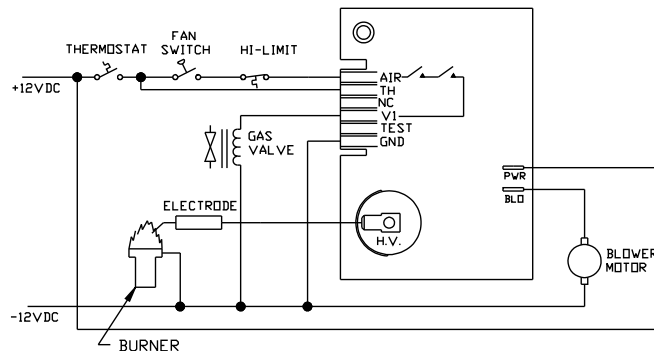 THERMOSTAT
FAN
SWITCH
HI-LIMIT
+12VDC
AIR
TH
NC
V1
TEST
GND
GAS
VALVE
PWR
BLO
ELECTRODE
H.V.
BLOWER
MOTOR
-12VDC
BURNER